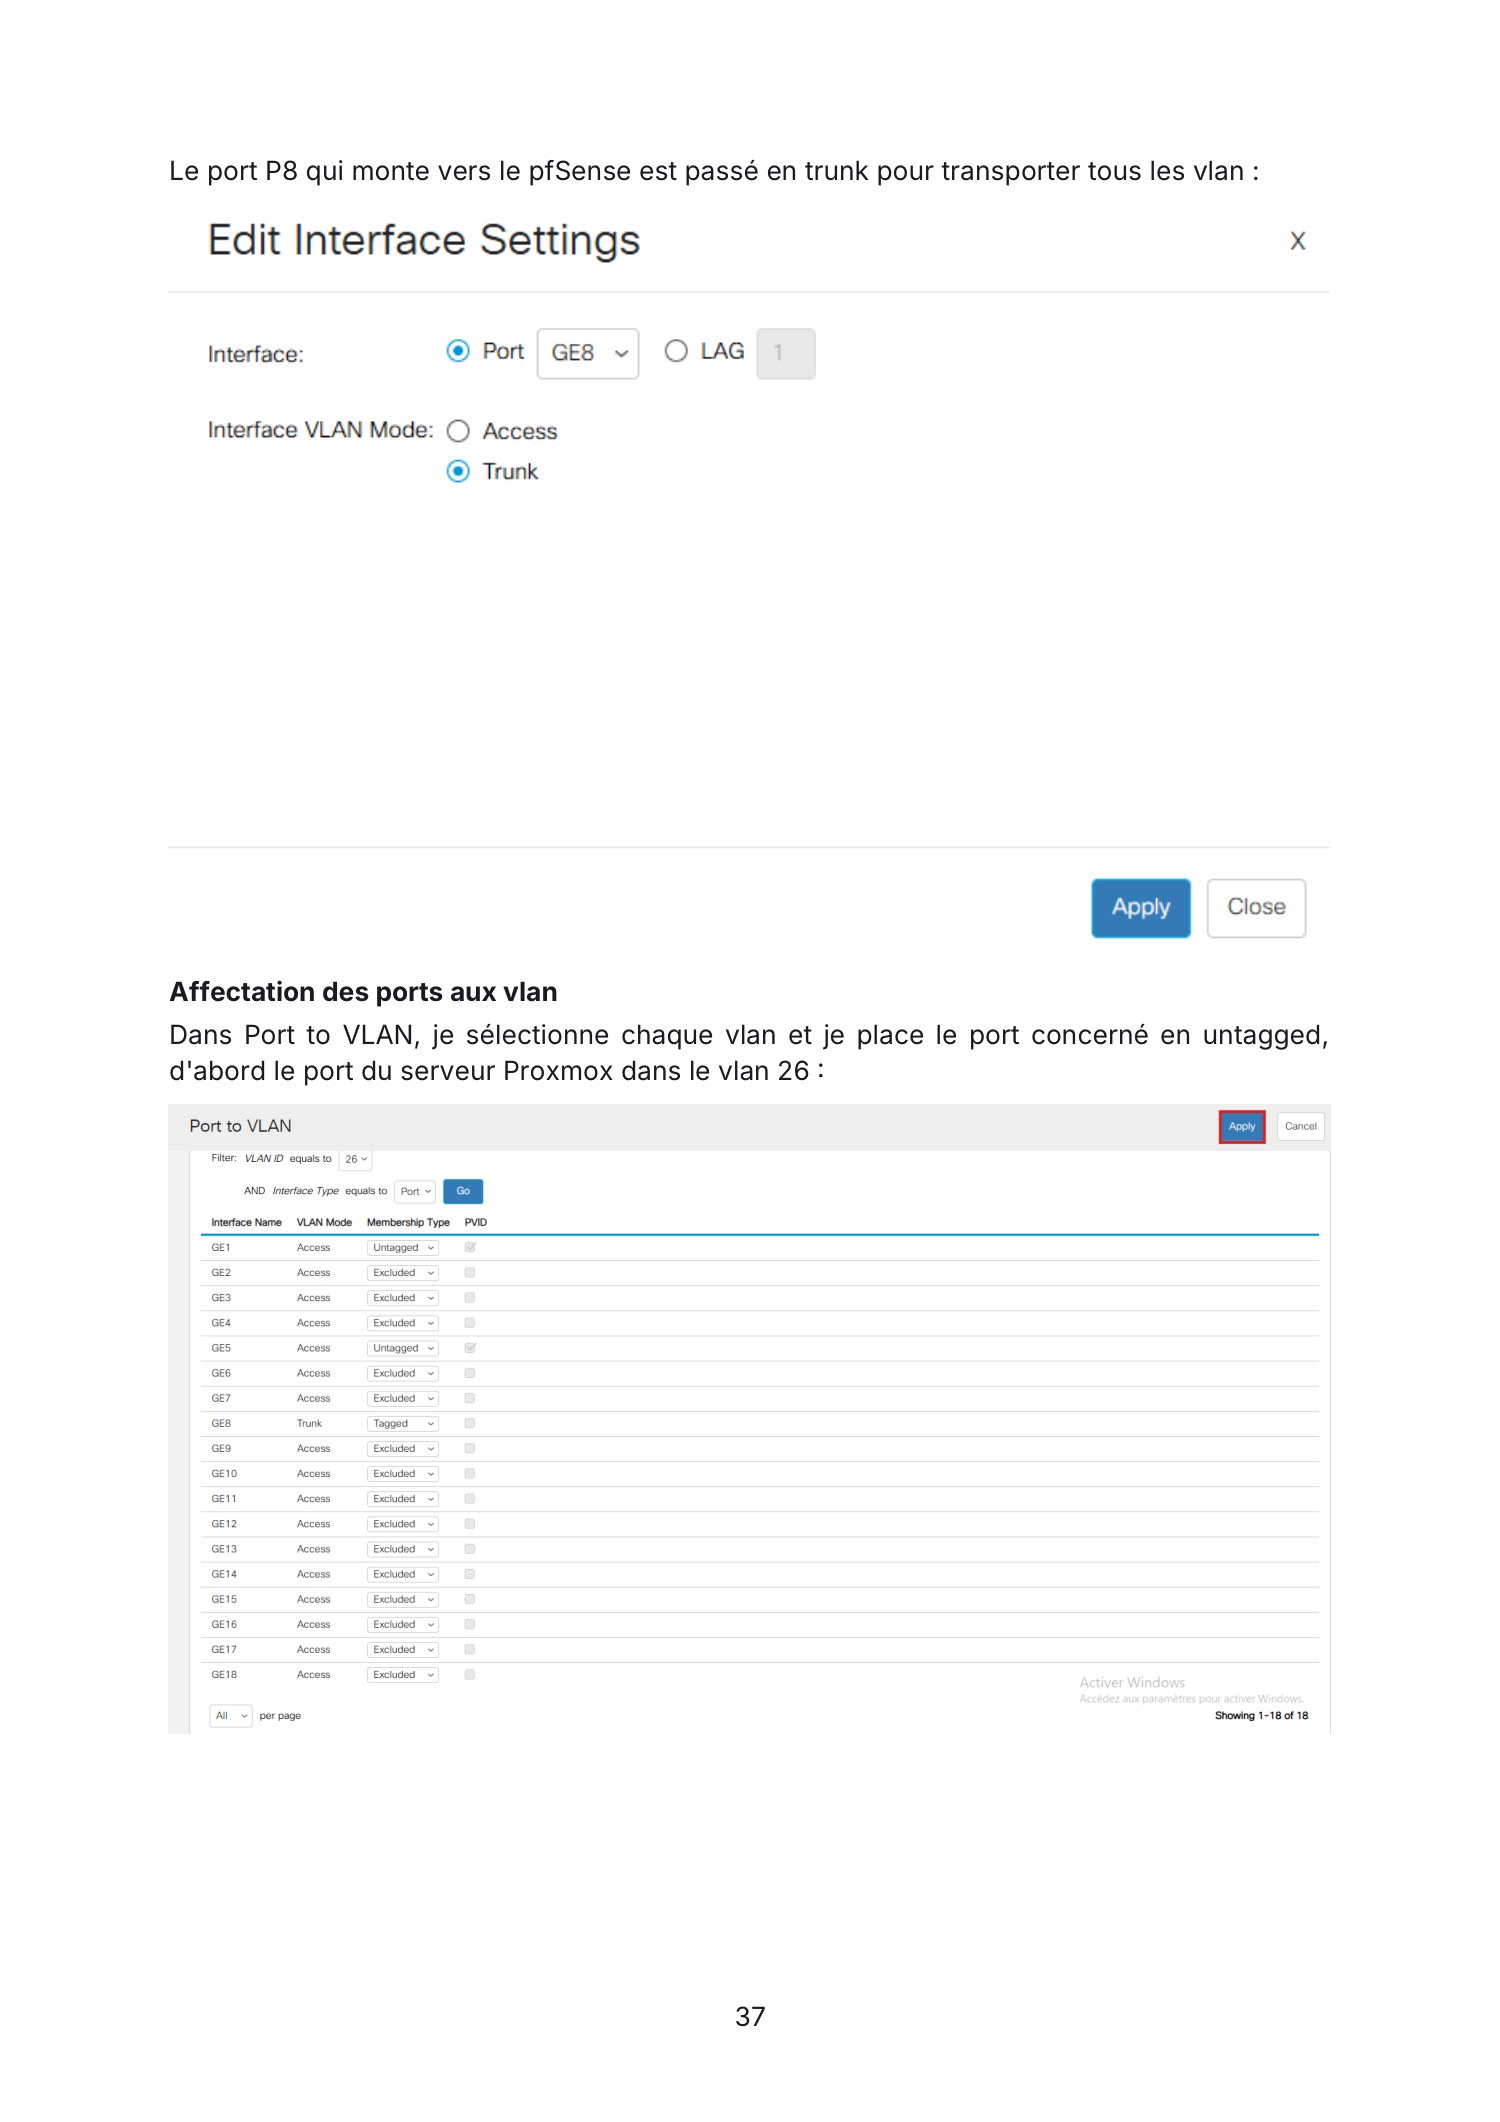 Le port P8 qui monte vers le pfSense est passé en trunk pour transporter tous les vlan :
Edit Interface Settings X
Interface: Port GE8 LAG 1
Interface VLAN Mode: Access
Trunk
Apply Close
Affectation des ports aux vlan
Dans Port to VLAN, je sélectionne chaque vlan et je place le port concerné en untagged,
d'abord le port du serveur Proxmox dans le vlan 26 :
Port to VLAN Apply Cancel
Filter: VLAN ID equals to 26
AND Interface Type equals to Port Go
Interface Name VLAN Mode Membership Type PVID
GE1 Access Untagged
GE2 Access Excluded
GE3 Access Excluded
GE4 Access Excluded
GE5 Access Untagged
GE6 Access Excluded
GE7 Access Excluded
GE8 Trunk Tagged
GE9 Access Excluded
GE10 Access Excluded
GE11 Access Excluded
GE12 Access Excluded
GE13 Access Excluded
GE14 Access Excluded
GE15 Access Excluded
GE16 Access Excluded
GE17 Access Excluded
GE18 Access Excluded
Activer Windows
Accédez aux paramètres pour activer Windows.
All per page Showing 1-18 of 18
37